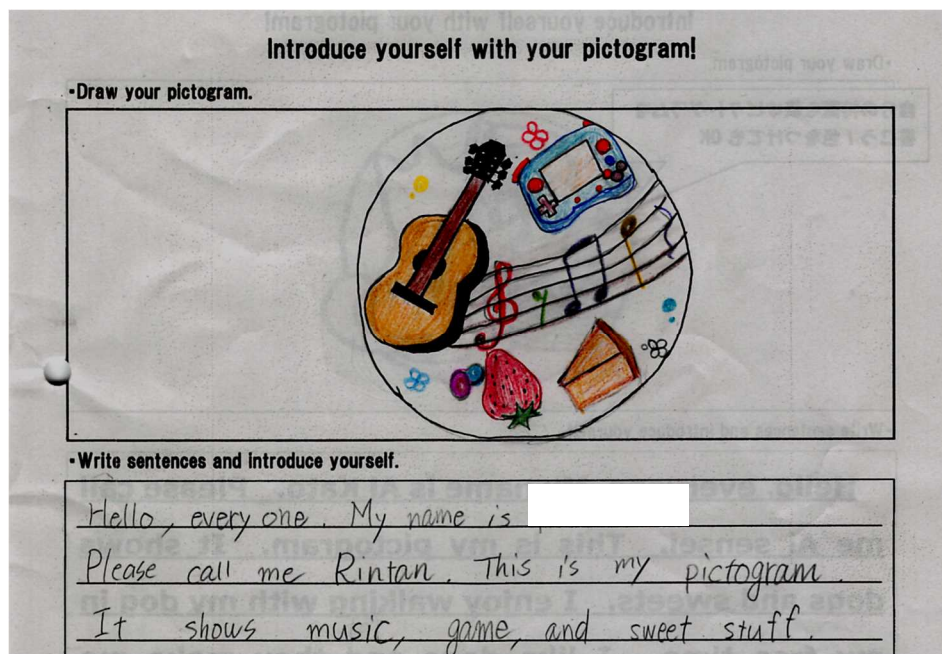 Introduce yourself with your pictogram!
・Draw your pictogram.
・Write sentences and introduce yourself.
Hello, every one. My name is
Please call me Rintan. This is my pictogram.
It shows music, game, and sweet stuff.